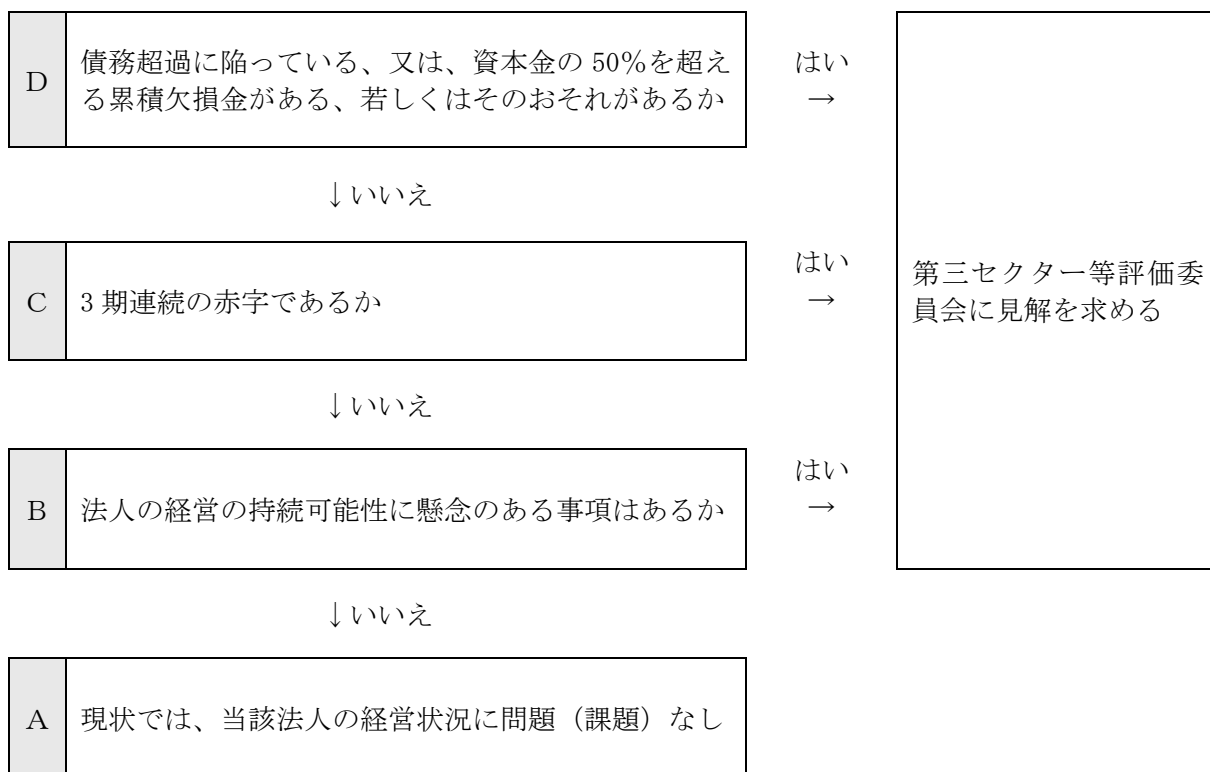 D
債務超過に陥っている、又は、資本金の 50％を超え
る累積欠損金がある、若しくはそのおそれがあるか
はい
→
↓いいえ
C
3 期連続の赤字であるか
はい
→
第三セクター等評価委
員会に見解を求める
↓いいえ
B
法人の経営の持続可能性に懸念のある事項はあるか
はい
→
↓いいえ
A
現状では、当該法人の経営状況に問題（課題）なし